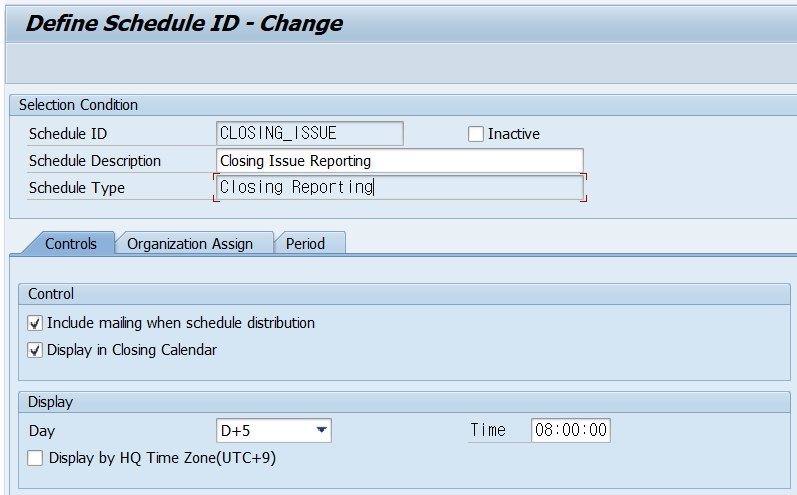 Define Schedule ID - Change
Selection Condition
Schedule ID CLOSING_ISSUE Inactive
Schedule Description Closing Issue Reporting
Schedule Type Closing Reporting
Controls Organization Assign Period
Control
Include mailing when schedule distribution
Display in Closing Calendar
Display
Day D+5 Time 08:00:00
Display by HQ Time Zone(UTC+9)